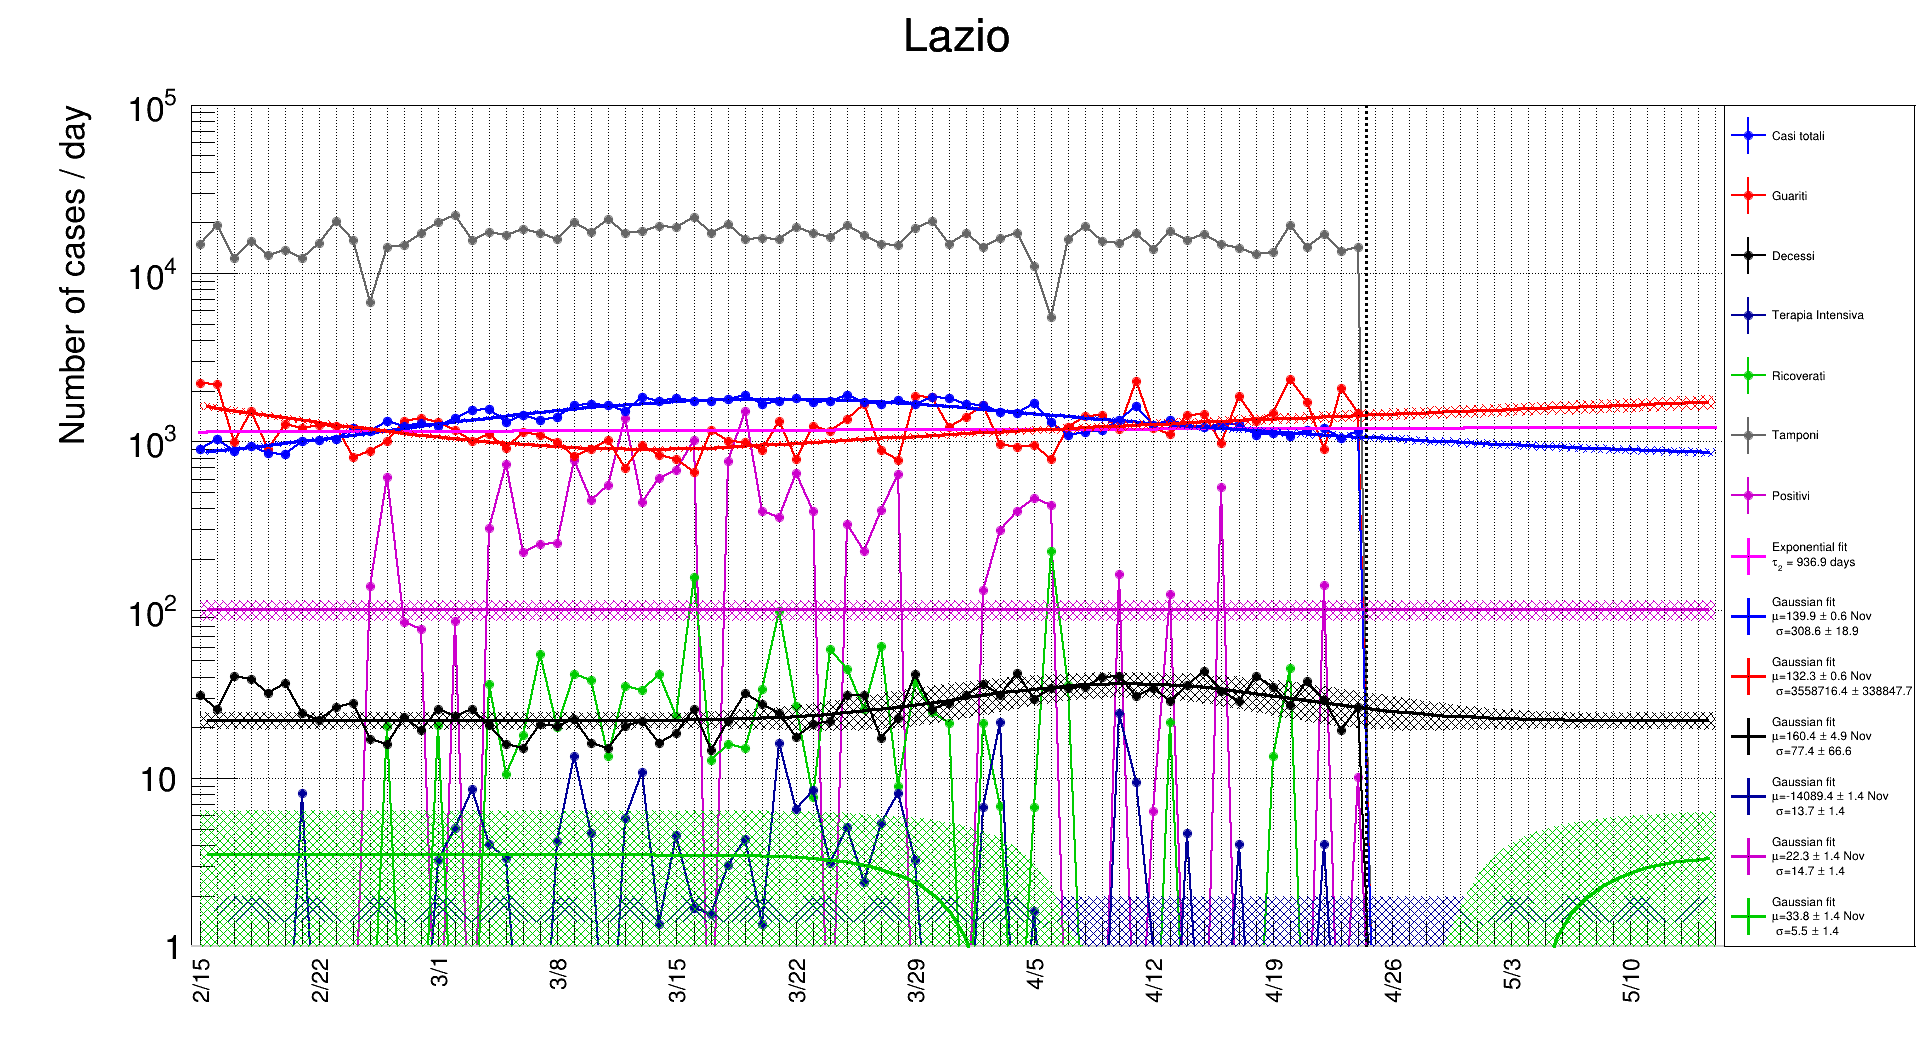 Lazio
Number of cases / day
10^5
10^4
10^3
10^2
10
1
2/15 2/22 3/1 3/8 3/15 3/22 3/29 4/5 4/12 4/19 4/26 5/3 5/10
Casi totali
Guariti
Decessi
Terapia Intensiva
Ricoverati
Tamponi
Positivi
Exponential fit
τ_2 = 936.9 days
Gaussian fit
μ=139.9 ± 0.6 Nov
σ=308.6 ± 18.9
Gaussian fit
μ=132.3 ± 0.6 Nov
σ=3558716.4 ± 338847.7
Gaussian fit
μ=160.4 ± 4.9 Nov
σ=77.4 ± 66.6
Gaussian fit
μ=-14089.4 ± 1.4 Nov
σ=13.7 ± 1.4
Gaussian fit
μ=22.3 ± 1.4 Nov
σ=14.7 ± 1.4
Gaussian fit
μ=33.8 ± 1.4 Nov
σ=5.5 ± 1.4